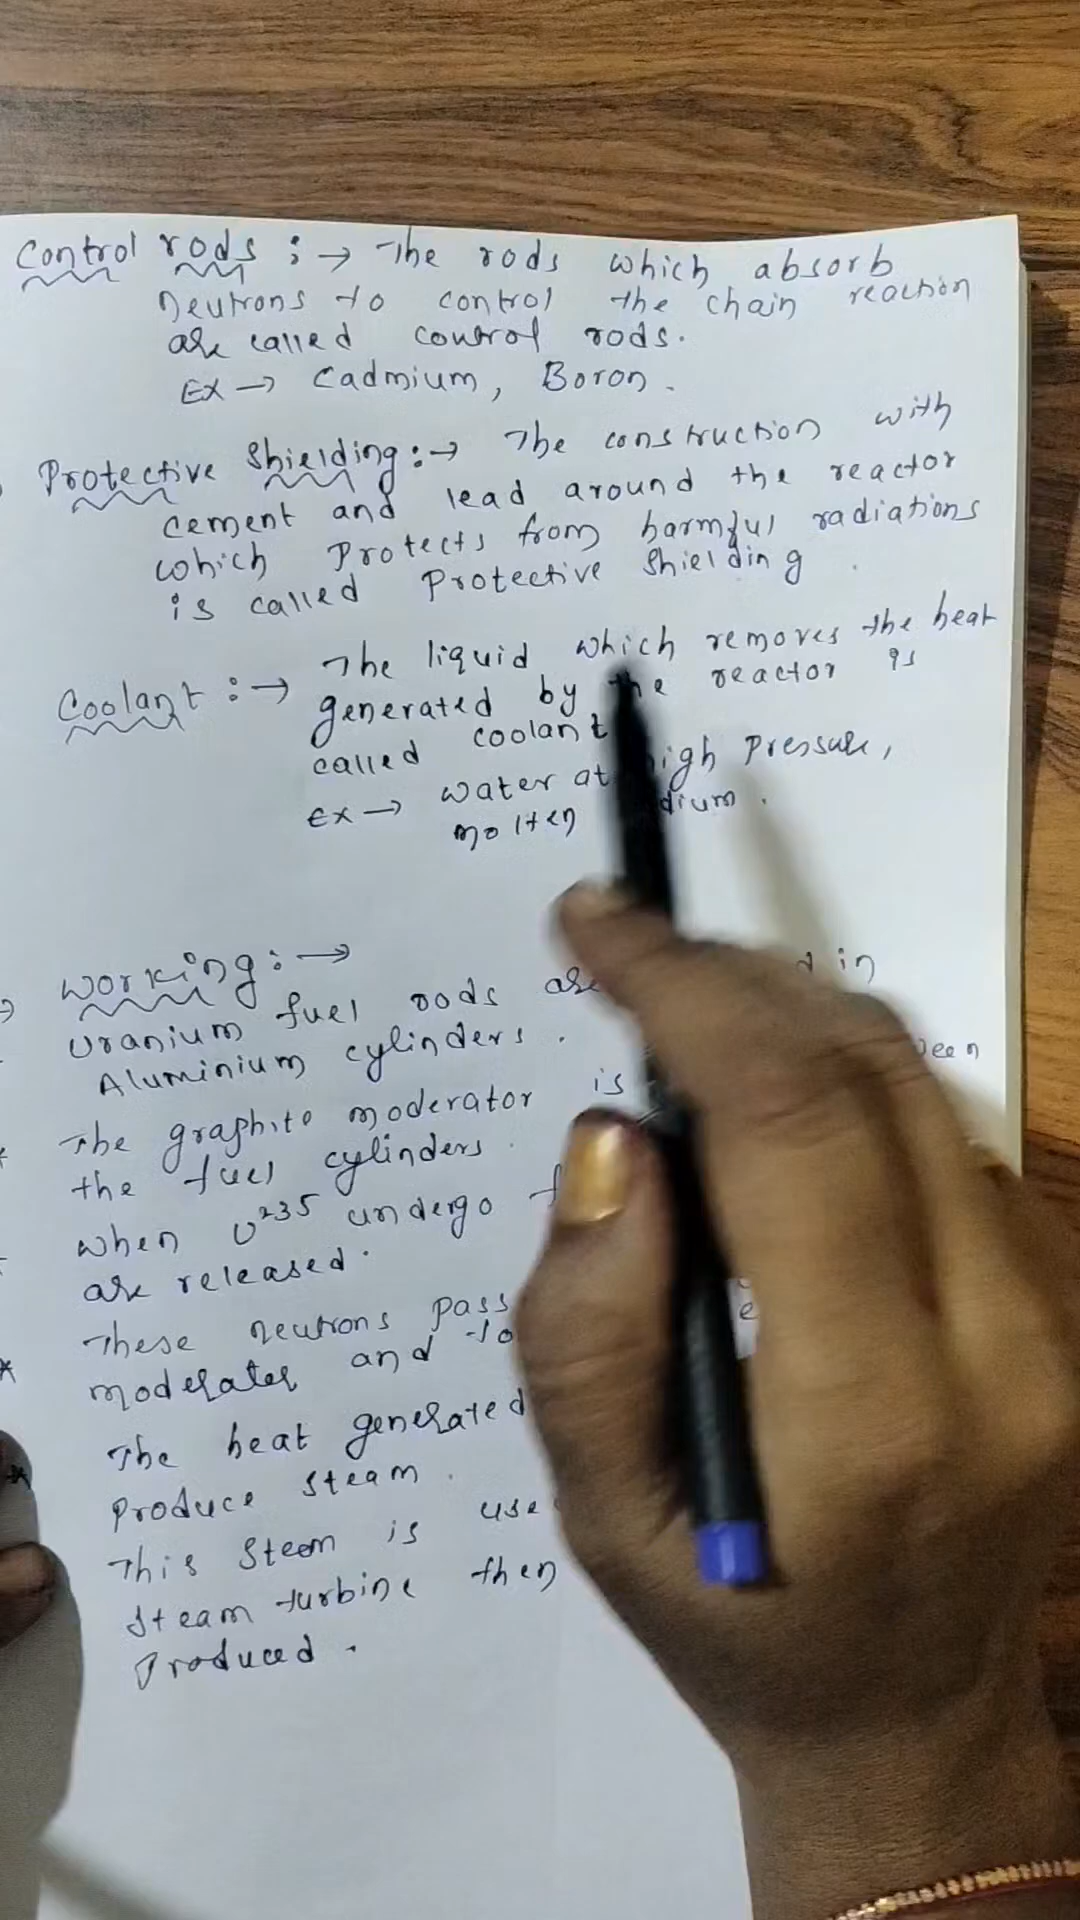 Control rods :→ The rods which absorb
neutrons to control the chain reaction
are called control rods.
Ex → Cadmium, Boron.
Protective Shielding :→ The construction with
cement and lead around the reactor
which Protects from harmful radiations
is called Protective Shielding
Coolant :→ The liquid which removes the heat
generated by the reactor is
called coolant
Ex → water at high Pressure,
molten
Working :→
Uranium fuel rods are in
Aluminium cylinders.
The graphite moderator is
the fuel cylinders.
when U235 undergo
are released.
These neutrons pass
moderater and to
The heat generated
Produce steam.
This steam is
steam turbine then
Produced.